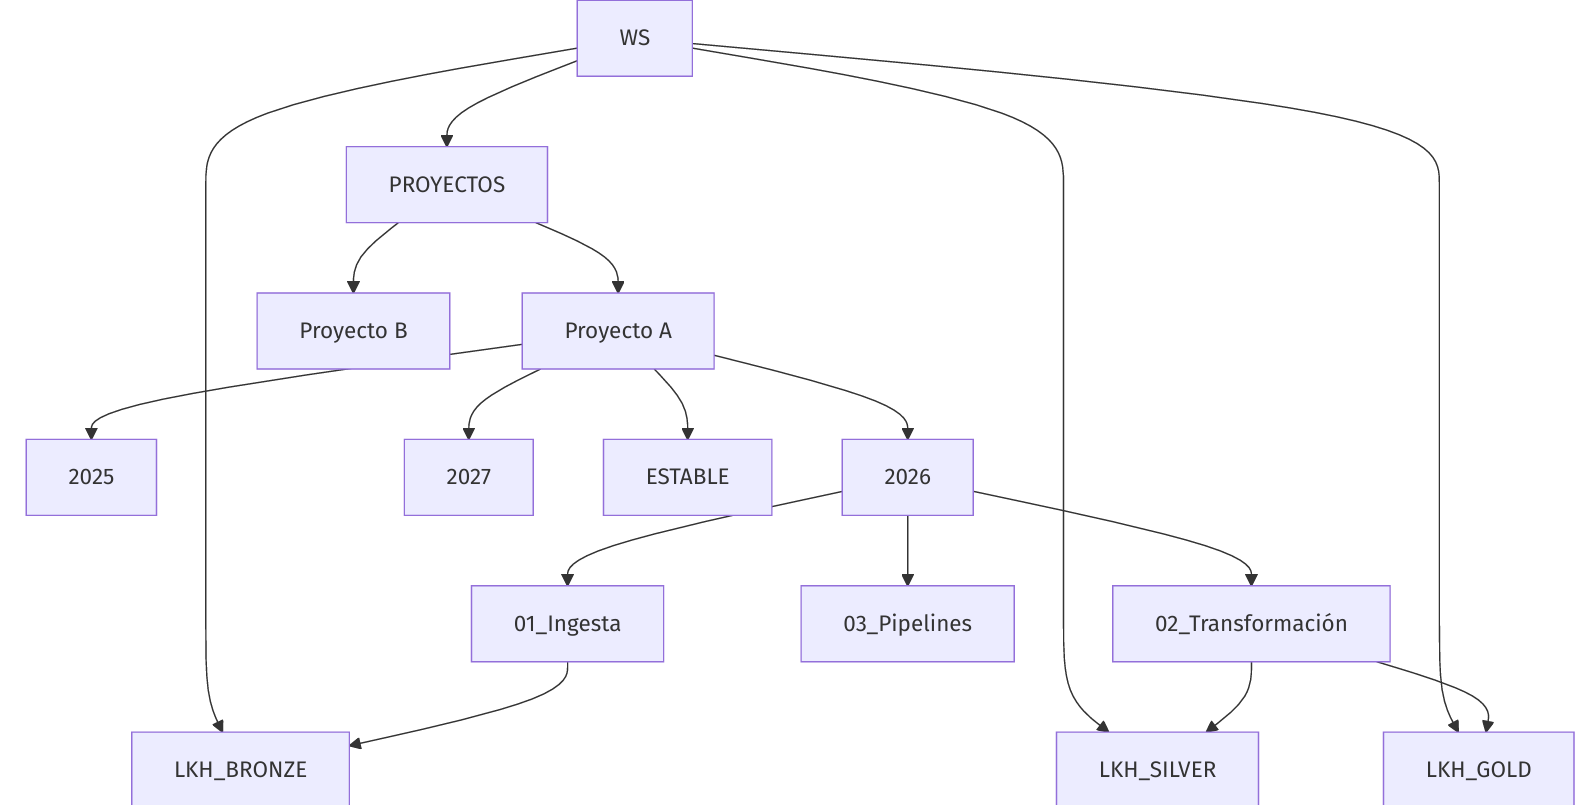 WS
PROYECTOS
Proyecto B
Proyecto A
2025
2027
ESTABLE
2026
01_Ingesta
03_Pipelines
02_Transformación
LKH_BRONZE
LKH_SILVER
LKH_GOLD